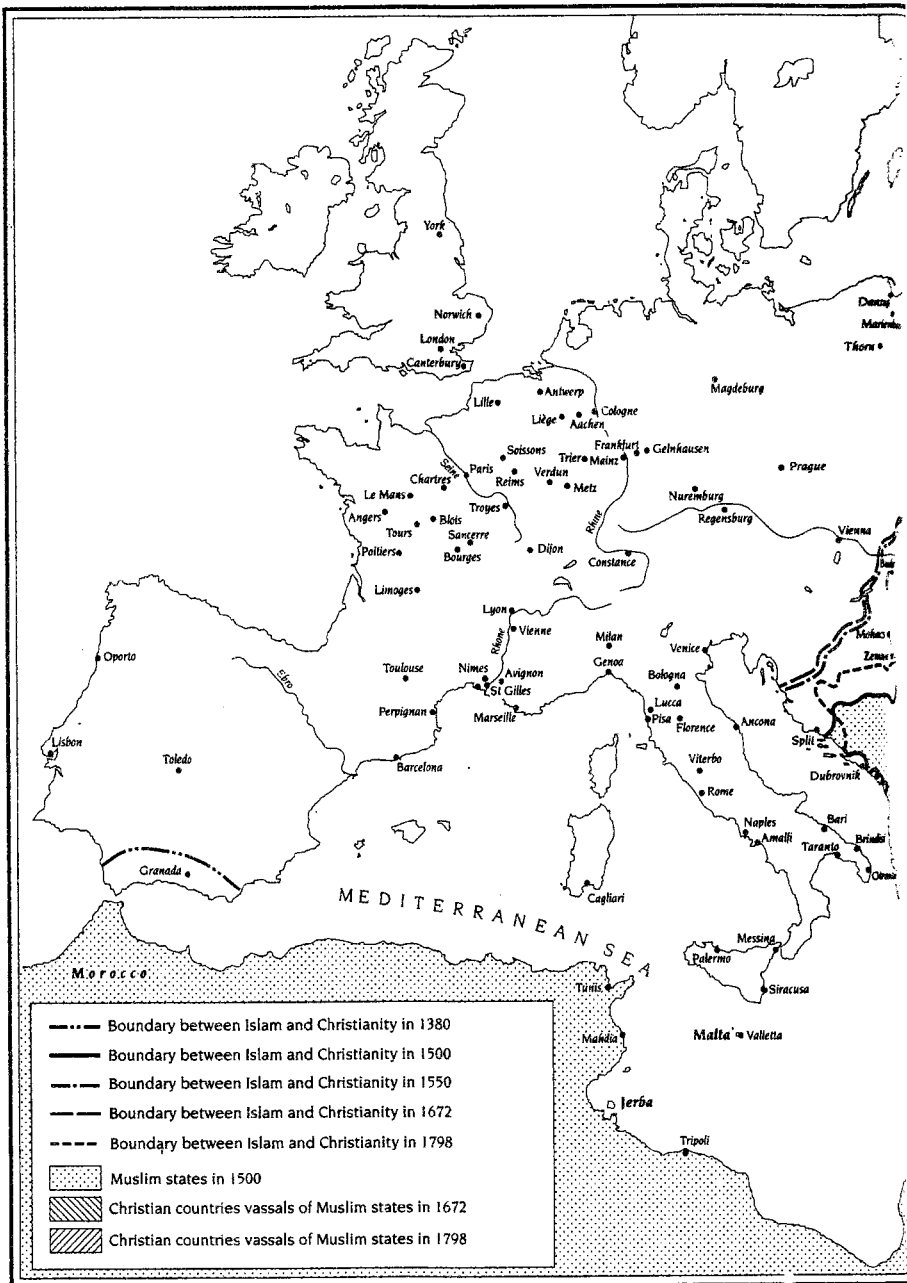 York
Norwich
London
Canterbury
Thorn
Magdeburg
Antwerp
Lille
Cologne
Liège
Aachen
Soissons
Frankfurt
Gelnhausen
Trier
Mainz
Seine
Paris
Reims
Verdun
Metz
Prague
Chartres
Le Mans
Nuremburg
Troyes
Regensburg
Angers
Blois
Rhine
Tours
Sancerre
Vienna
Poitiers
Bourges
Dijon
Constance
Limoges
Lyon
Vienne
Milan
Venice
Oporto
Rhone
Genoa
Ebro
Toulouse
Nimes
Avignon
Bologna
St Gilles
Perpignan
Marseille
Lucca
Pisa
Florence
Ancona
Lisbon
Split
Toledo
Barcelona
Viterbo
Dubrovnik
Rome
Naples
Bari
Amalfi
Taranto
Brindisi
Granada
Cagliari
MEDITERRANEAN SEA
Messina
Palermo
Morocco
Tunis
Siracusa
Mahdia
Malta
Valletta
Jerba
Tripoli
Boundary between Islam and Christianity in 1380
Boundary between Islam and Christianity in 1500
Boundary between Islam and Christianity in 1550
Boundary between Islam and Christianity in 1672
Boundary between Islam and Christianity in 1798
Muslim states in 1500
Christian countries vassals of Muslim states in 1672
Christian countries vassals of Muslim states in 1798